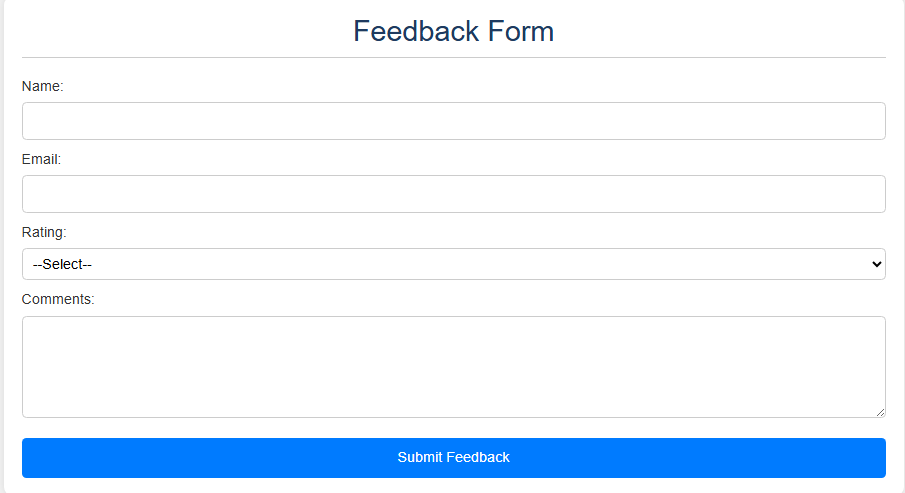 Feedback Form
Name:
Email:
Rating:
--Select--
Comments:
Submit Feedback